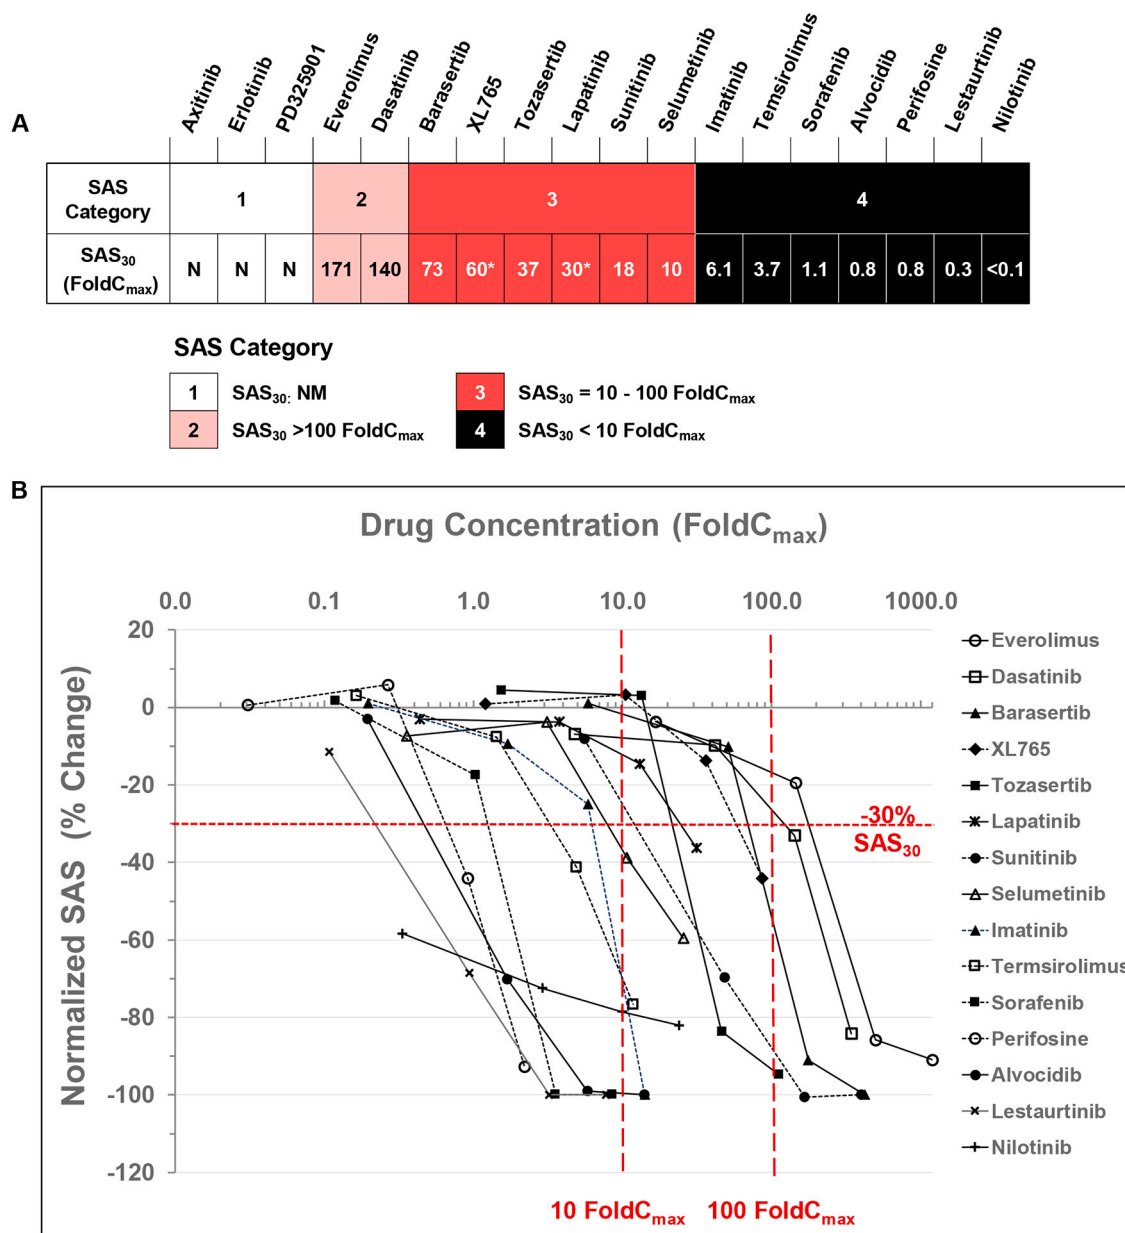 A
Axitinib
Erlotinib
PD325901
Everolimus
Dasatinib
Barasertib
XL765
Tozasertib
Lapatinib
Sunitinib
Selumetinib
Imatinib
Temsirolimus
Sorafenib
Alvocidib
Perifosine
Lestaurtinib
Nilotinib
SAS Category 1 2 3 4
SAS30 (FoldCmax) N N N 171 140 73 60* 37 30* 18 10 6.1 3.7 1.1 0.8 0.8 0.3 <0.1
SAS Category
1 SAS30: NM
3 SAS30 = 10 - 100 FoldCmax
2 SAS30 >100 FoldCmax
4 SAS30 < 10 FoldCmax
B
Drug Concentration (FoldCmax)
0.0 0.1 1.0 10.0 100.0 1000.0
Normalized SAS (% Change)
20
0
-20
-40
-60
-80
-100
-120
-30%
SAS30
10 FoldCmax
100 FoldCmax
Everolimus
Dasatinib
Barasertib
XL765
Tozasertib
Lapatinib
Sunitinib
Selumetinib
Imatinib
Termsirolimus
Sorafenib
Perifosine
Alvocidib
Lestaurtinib
Nilotinib